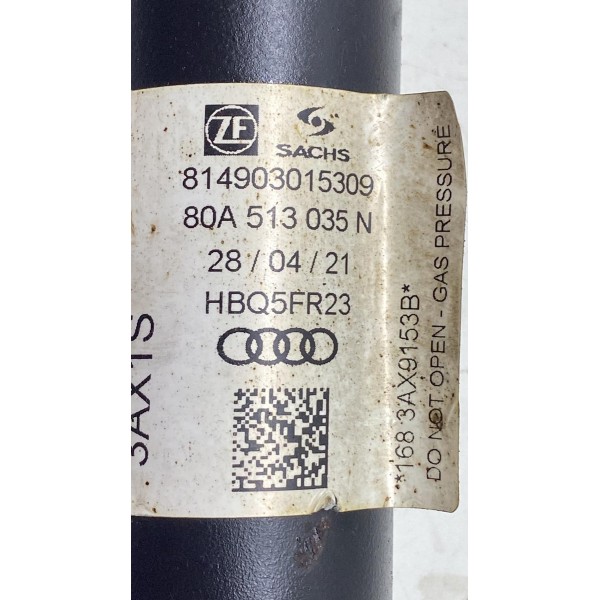 ZF
SACHS
814903015309
80A 513 035 N
28 / 04 / 21
HBQ5FR23
3AX1S
*168 3AX9153B*
DO NOT OPEN - GAS PRESSURE